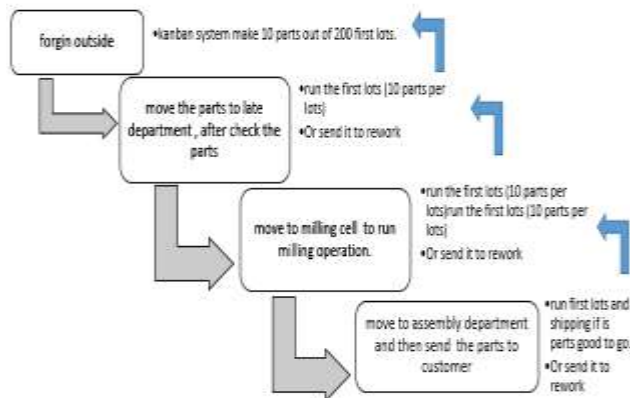 forgin outside
•kanban system make 10 parts out of 200 first lots.
move the parts to late
department , after check the
parts
•run the first lots (10 parts per
lots)
•Or send it to rework
move to milling cell to run
milling operation.
•run the first lots (10 parts per
lots)run the first lots (10 parts per
lots)
•Or send it to rework
move to assembly department
and then send the parts to
customer
•run first lots and
shipping if is
parts good to go.
•Or send it to
rework